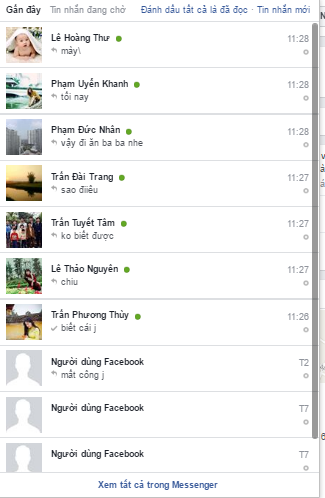 Gần đây Tin nhắn đang chờ Đánh dấu tất cả là đã đọc · Tin nhắn mới
Lê Hoàng Thư 11:28
mày\
Phạm Uyển Khanh 11:28
tối nay
Phạm Đức Nhân 11:28
vậy đi ăn ba ba nhe
Trần Đài Trang 11:27
sao điiêu
Trần Tuyết Tâm 11:27
ko biết được
Lê Thảo Nguyên 11:27
chiu
Trần Phương Thùy 11:26
biết cái j
Người dùng Facebook T2
mất công j
Người dùng Facebook T7
Người dùng Facebook T7
Xem tất cả trong Messenger